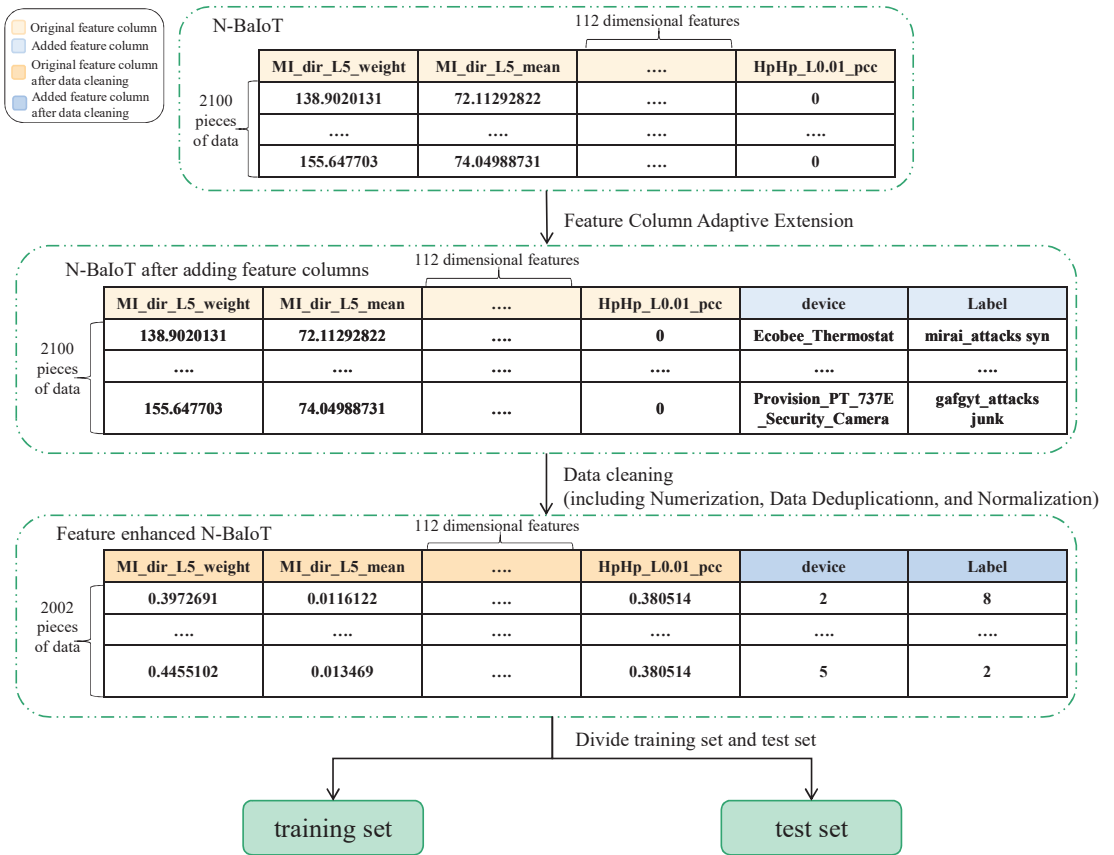 Original feature column
Added feature column
Original feature column
after data cleaning
Added feature column
after data cleaning
N-BaIoT
112 dimensional features
MI_dir_L5_weight MI_dir_L5_mean .... HpHp_L0.01_pcc
2100
pieces
of data
138.9020131 72.11292822 .... 0
.... .... .... ....
155.647703 74.04988731 .... 0
Feature Column Adaptive Extension
N-BaIoT after adding feature columns
112 dimensional features
MI_dir_L5_weight MI_dir_L5_mean .... HpHp_L0.01_pcc device Label
2100
pieces
of data
138.9020131 72.11292822 .... 0 Ecobee_Thermostat mirai_attacks syn
.... .... .... .... .... ....
155.647703 74.04988731 .... 0 Provision_PT_737E gafgyt_attacks
_Security_Camera junk
Data cleaning
(including Numerization, Data Deduplicationn, and Normalization)
Feature enhanced N-BaIoT
112 dimensional features
MI_dir_L5_weight MI_dir_L5_mean .... HpHp_L0.01_pcc device Label
2002
pieces
of data
0.3972691 0.0116122 .... 0.380514 2 8
.... .... .... .... .... ....
0.4455102 0.013469 .... 0.380514 5 2
Divide training set and test set
training set
test set